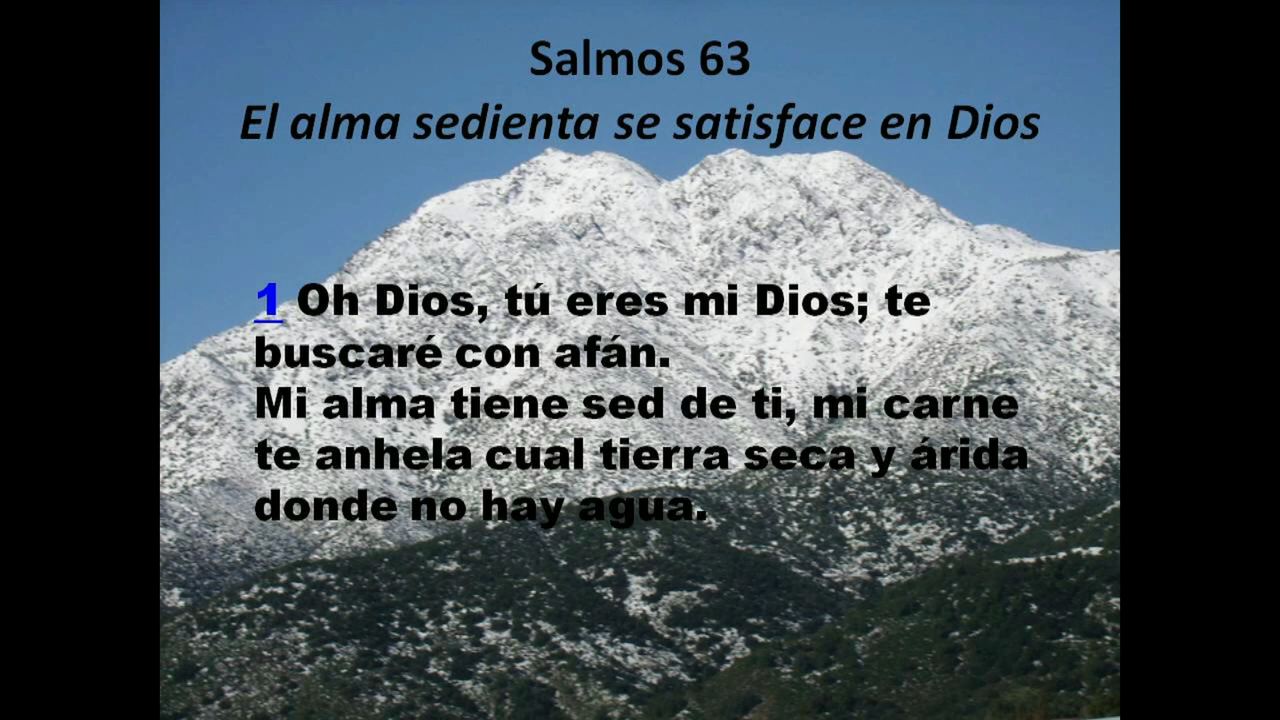 Salmos 63
El alma sedienta se satisface en Dios
1 Oh Dios, tú eres mi Dios; te
buscaré con afán.
Mi alma tiene sed de ti, mi carne
te anhela cual tierra seca y árida
donde no hay agua.